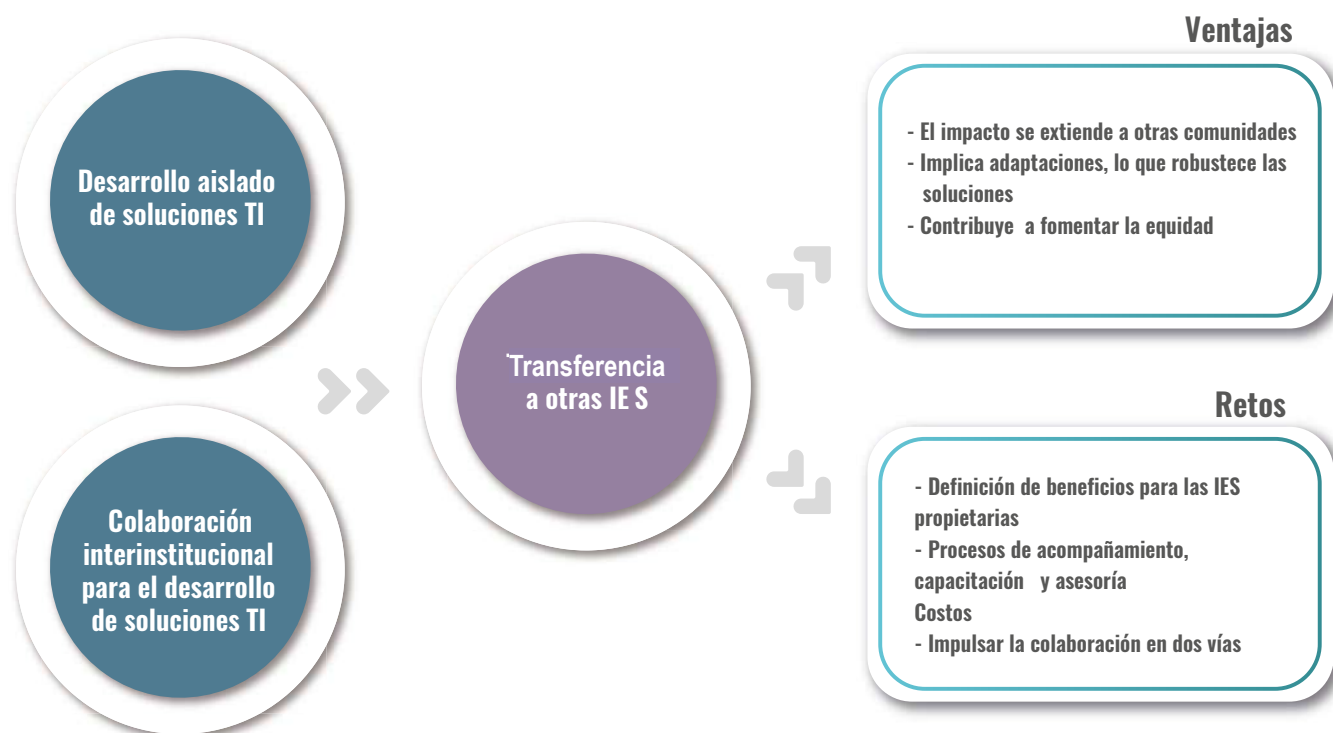 Desarrollo aislado
de soluciones TI
Colaboración
interinstitucional
para el desarrollo
de soluciones TI
Transferencia
a otras IE S
Ventajas
- El impacto se extiende a otras comunidades
- Implica adaptaciones, lo que robustece las
soluciones
- Contribuye a fomentar la equidad
Retos
- Definición de beneficios para las IES
propietarias
- Procesos de acompañamiento,
capacitación y asesoría
Costos
- Impulsar la colaboración en dos vías